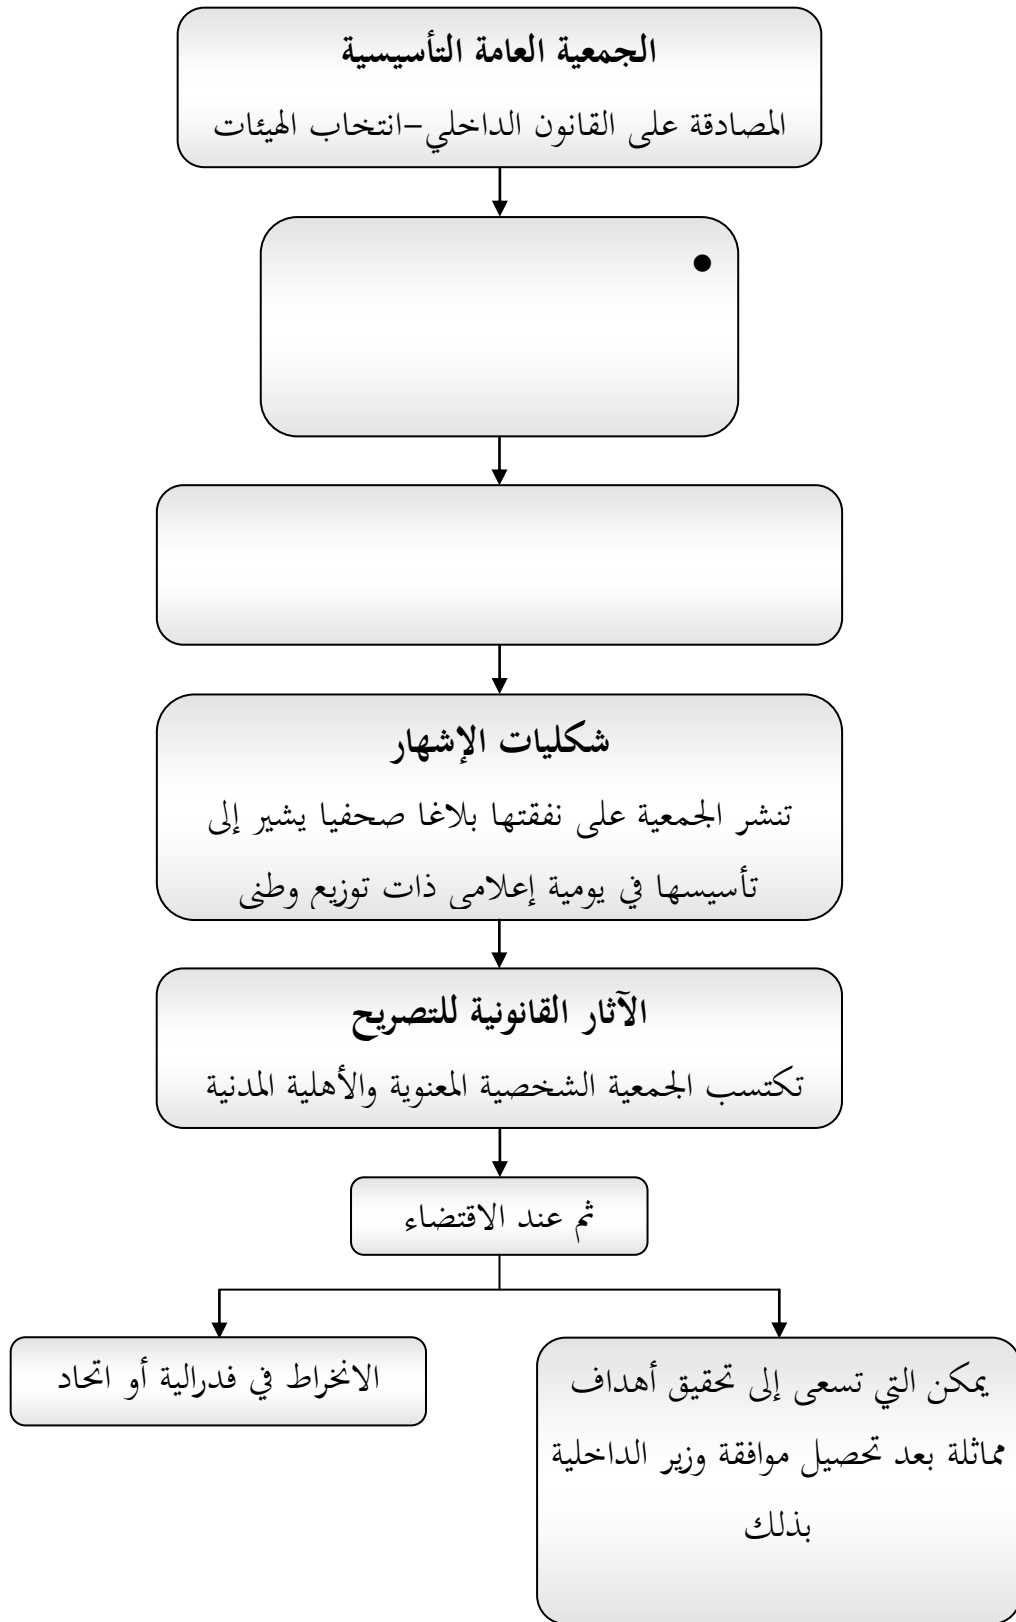 الجمعية العامة التأسيسية
المصادقة على القانون الداخلي–انتخاب الهيئات
•
شكليات الإشهار
تنشر الجمعية على نفقتها بلاغا صحفيا يشير إلى
تأسيسها في يومية إعلامي ذات توزيع وطني
الآثار القانونية للتصريح
تكتسب الجمعية الشخصية المعنوية والأهلية المدنية
ثم عند الاقتضاء
يمكن التي تسعى إلى تحقيق أهداف
مماثلة بعد تحصيل موافقة وزير الداخلية
بذلك
الانخراط في فدرالية أو اتحاد